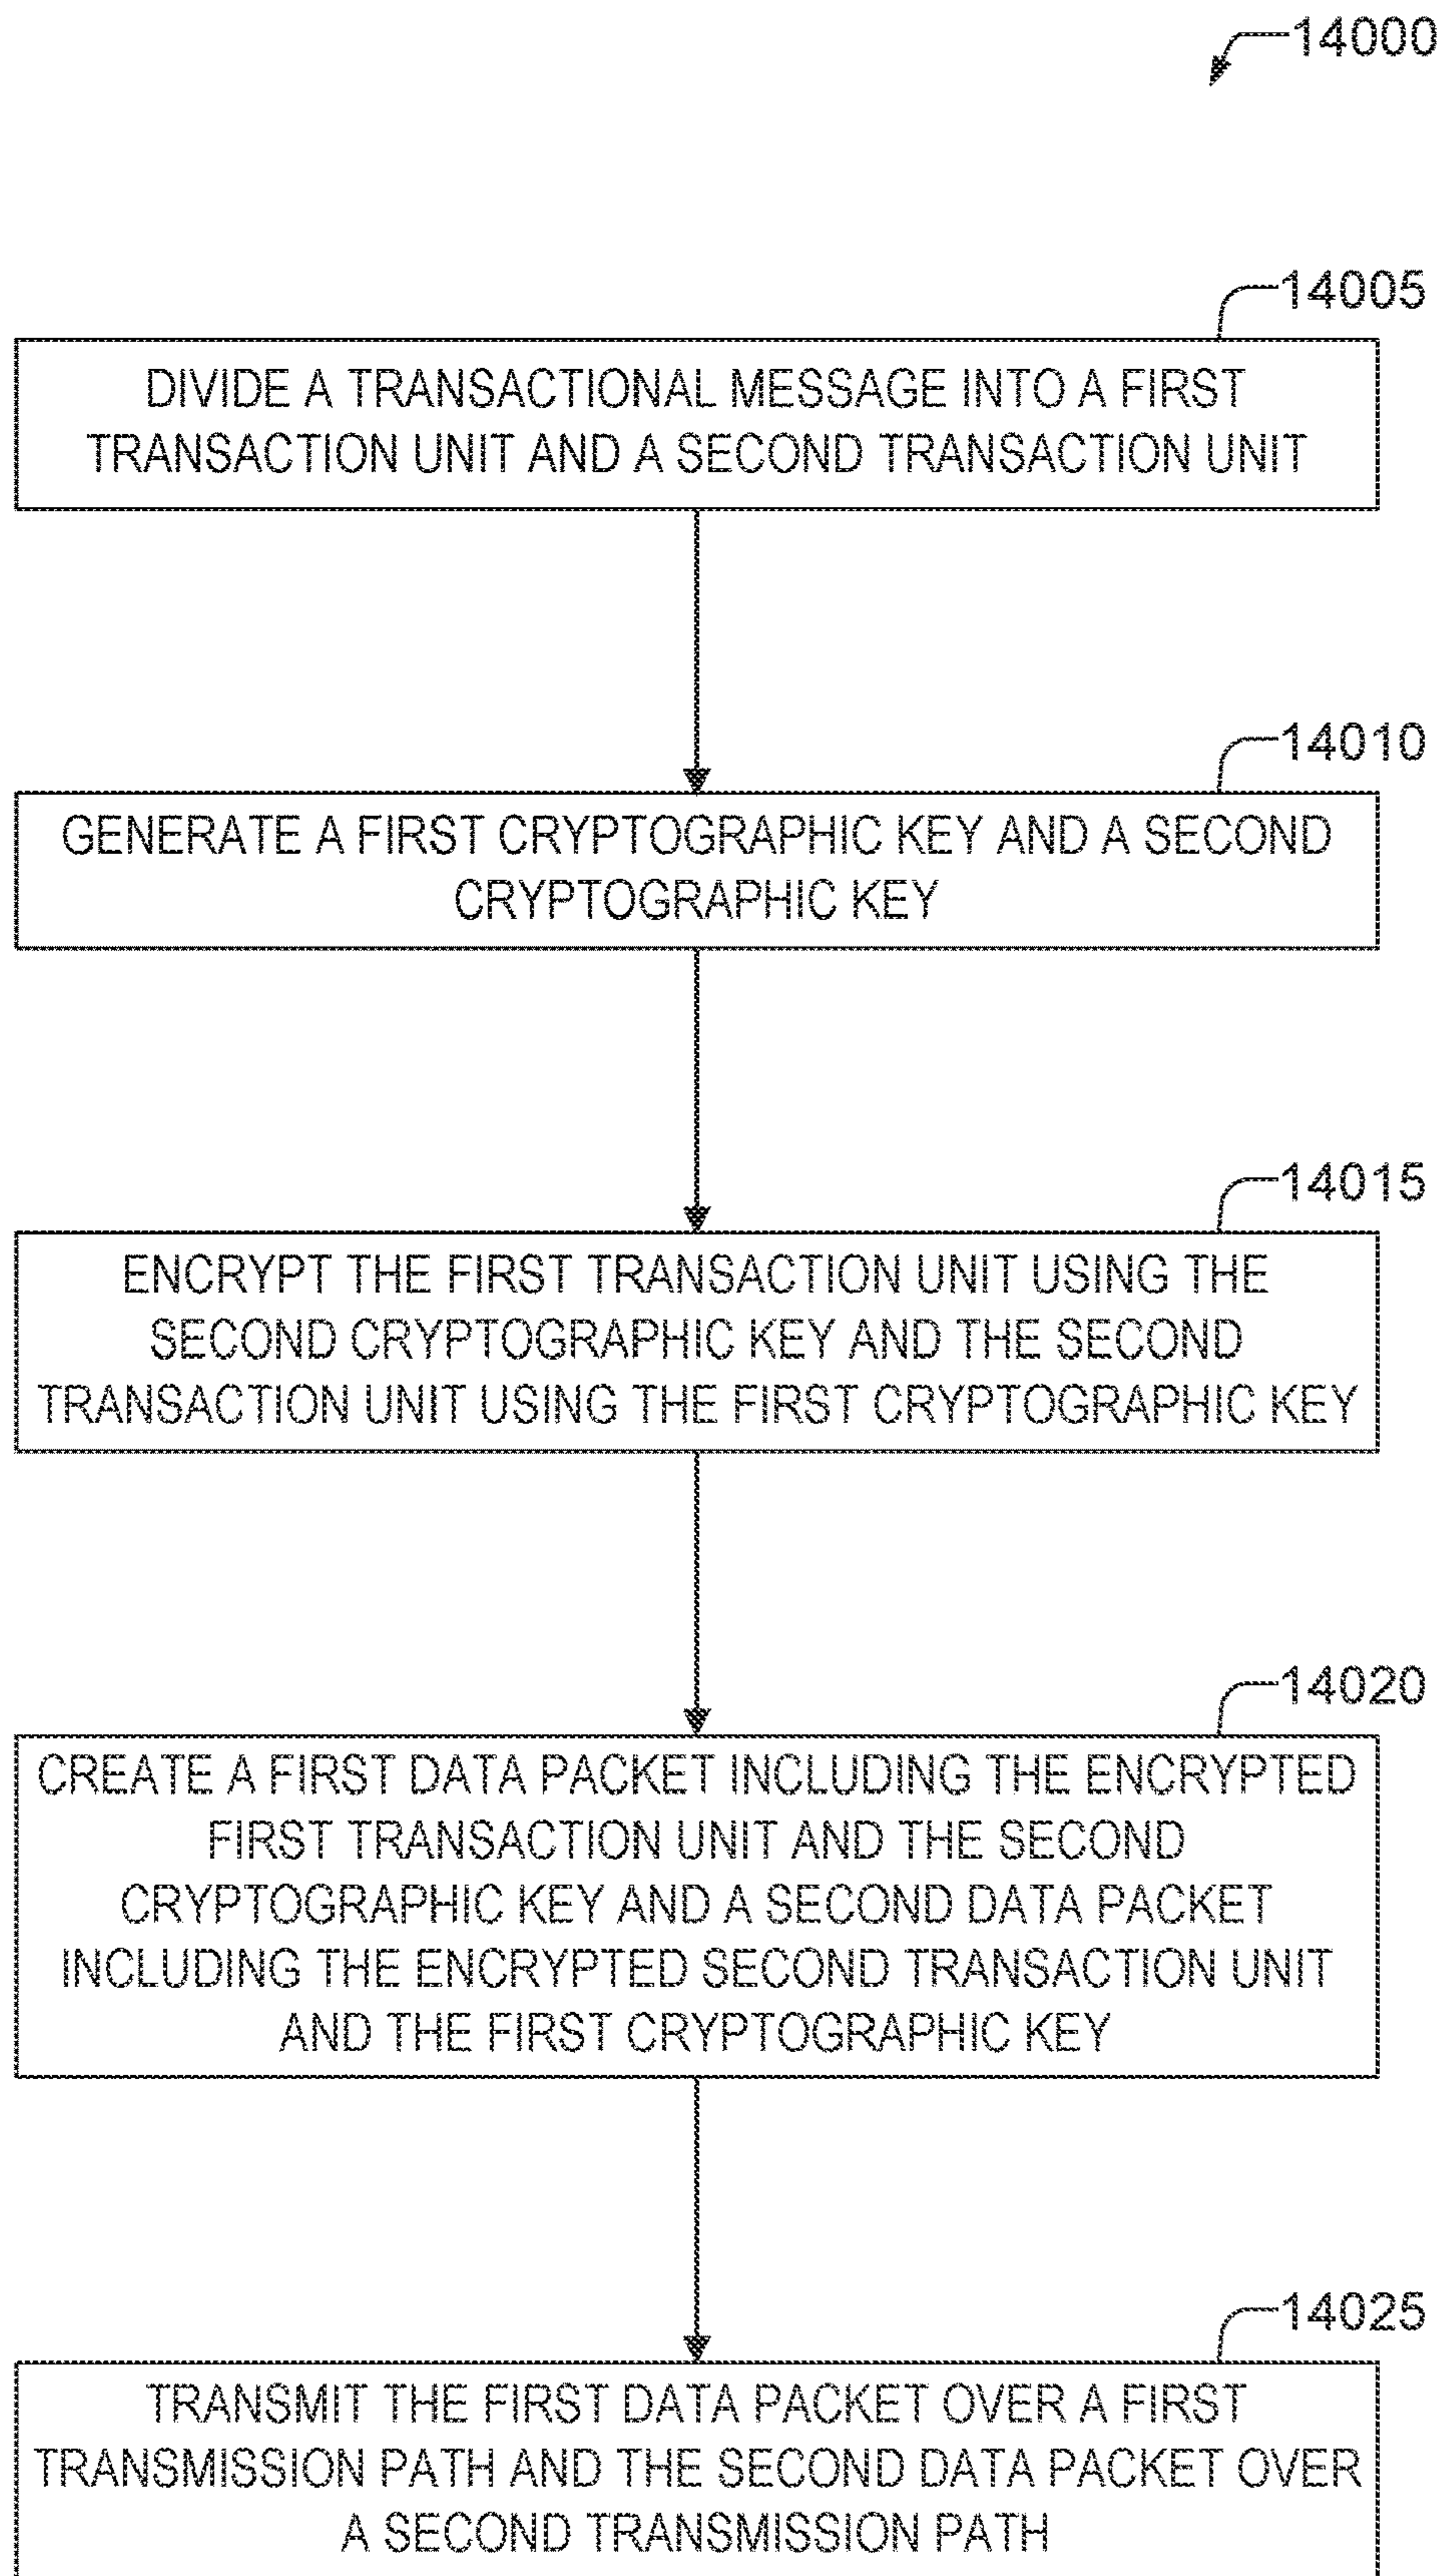 14000
14005
DIVIDE A TRANSACTIONAL MESSAGE INTO A FIRST
TRANSACTION UNIT AND A SECOND TRANSACTION UNIT
14010
GENERATE A FIRST CRYPTOGRAPHIC KEY AND A SECOND
CRYPTOGRAPHIC KEY
14015
ENCRYPT THE FIRST TRANSACTION UNIT USING THE
SECOND CRYPTOGRAPHIC KEY AND THE SECOND
TRANSACTION UNIT USING THE FIRST CRYPTOGRAPHIC KEY
14020
CREATE A FIRST DATA PACKET INCLUDING THE ENCRYPTED
FIRST TRANSACTION UNIT AND THE SECOND
CRYPTOGRAPHIC KEY AND A SECOND DATA PACKET
INCLUDING THE ENCRYPTED SECOND TRANSACTION UNIT
AND THE FIRST CRYPTOGRAPHIC KEY
14025
TRANSMIT THE FIRST DATA PACKET OVER A FIRST
TRANSMISSION PATH AND THE SECOND DATA PACKET OVER
A SECOND TRANSMISSION PATH